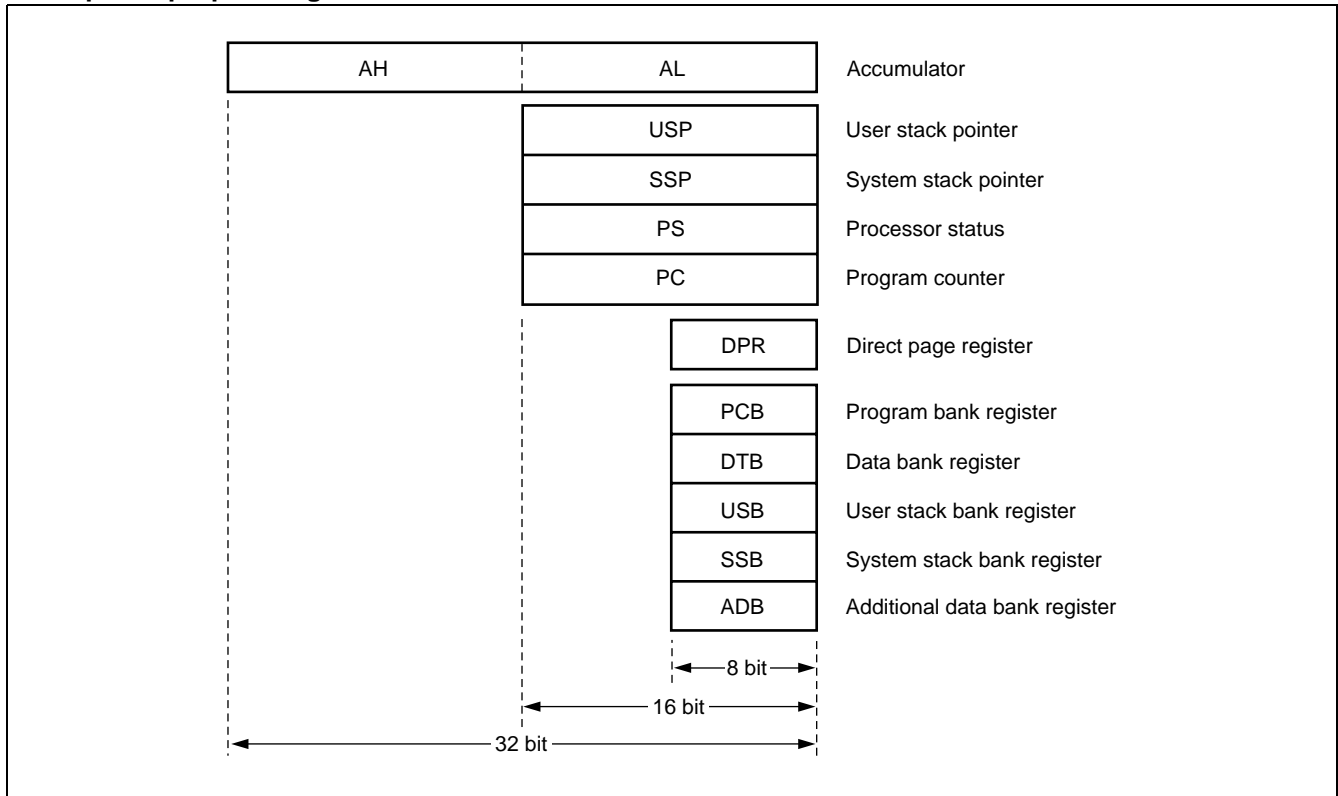 AH AL Accumulator
USP User stack pointer
SSP System stack pointer
PS Processor status
PC Program counter
DPR Direct page register
PCB Program bank register
DTB Data bank register
USB User stack bank register
SSB System stack bank register
ADB Additional data bank register
8 bit
16 bit
32 bit